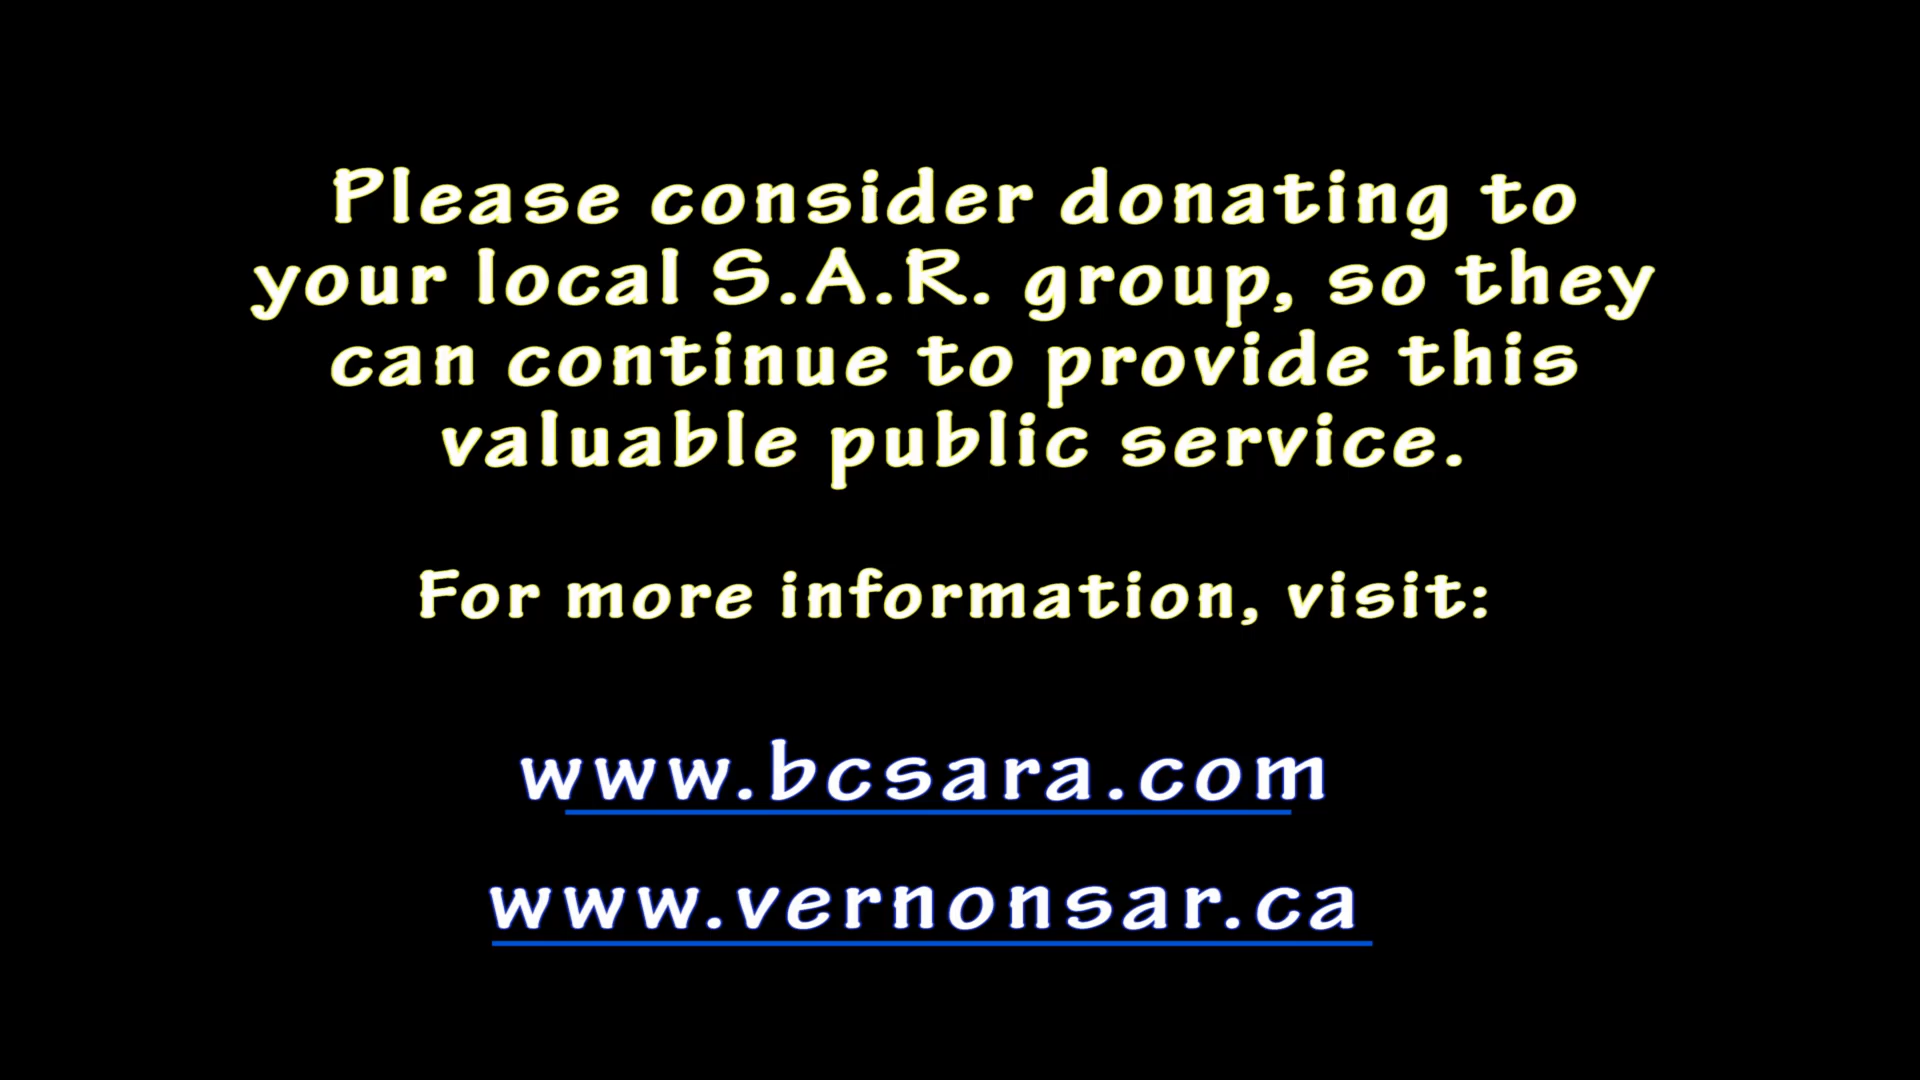 Please consider donating to
your local S.A.R. group, so they
can continue to provide this
valuable public service.
For more information, visit:
www.bcsara.com
www.vernonsar.ca